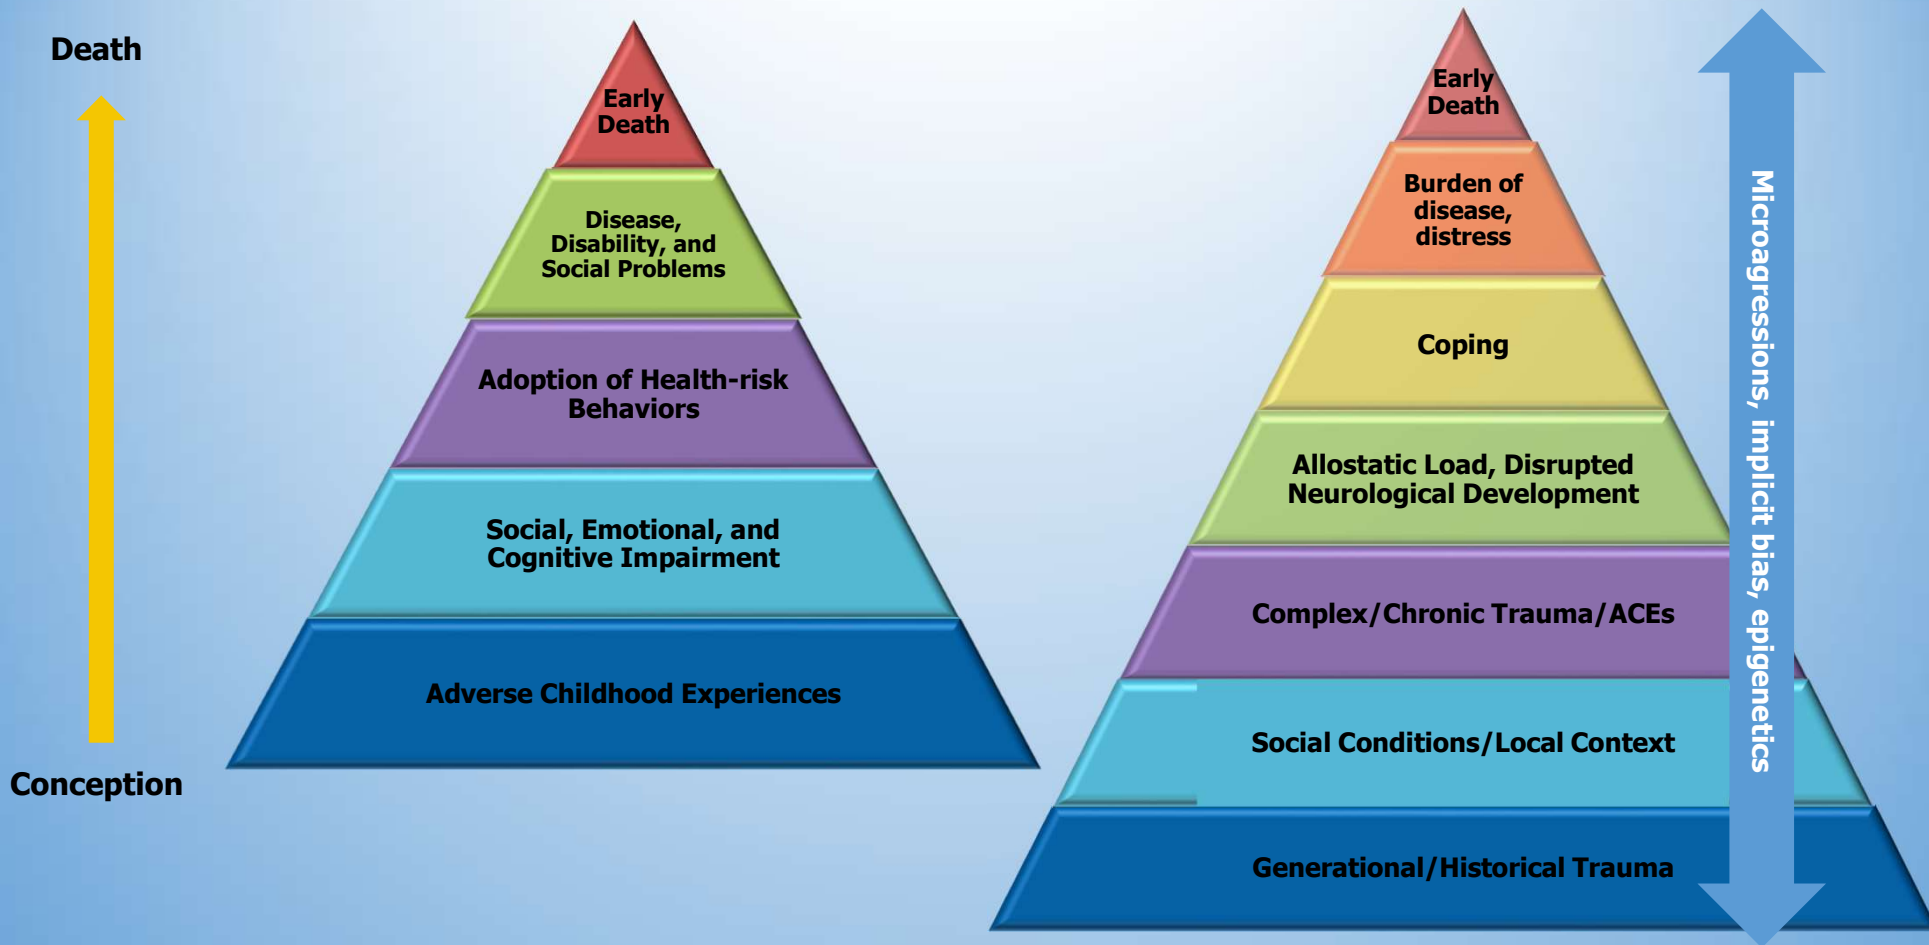 Death
Conception
Early
Death
Disease,
Disability, and
Social Problems
Adoption of Health-risk
Behaviors
Social, Emotional, and
Cognitive Impairment
Adverse Childhood Experiences
Early
Death
Burden of
disease,
distress
Coping
Allostatic Load, Disrupted
Neurological Development
Complex/Chronic Trauma/ACEs
Social Conditions/Local Context
Generational/Historical Trauma
Microagressions, implicit bias, epigenetics